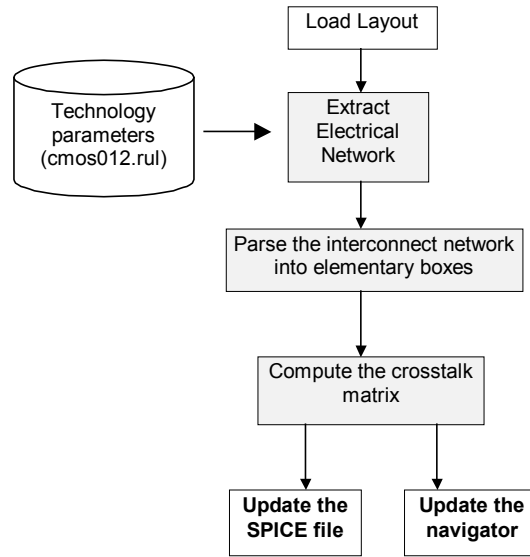 Load Layout
Technology
parameters
(cmos012.rul)
Extract
Electrical
Network
Parse the interconnect network
into elementary boxes
Compute the crosstalk
matrix
Update the
SPICE file
Update the
navigator